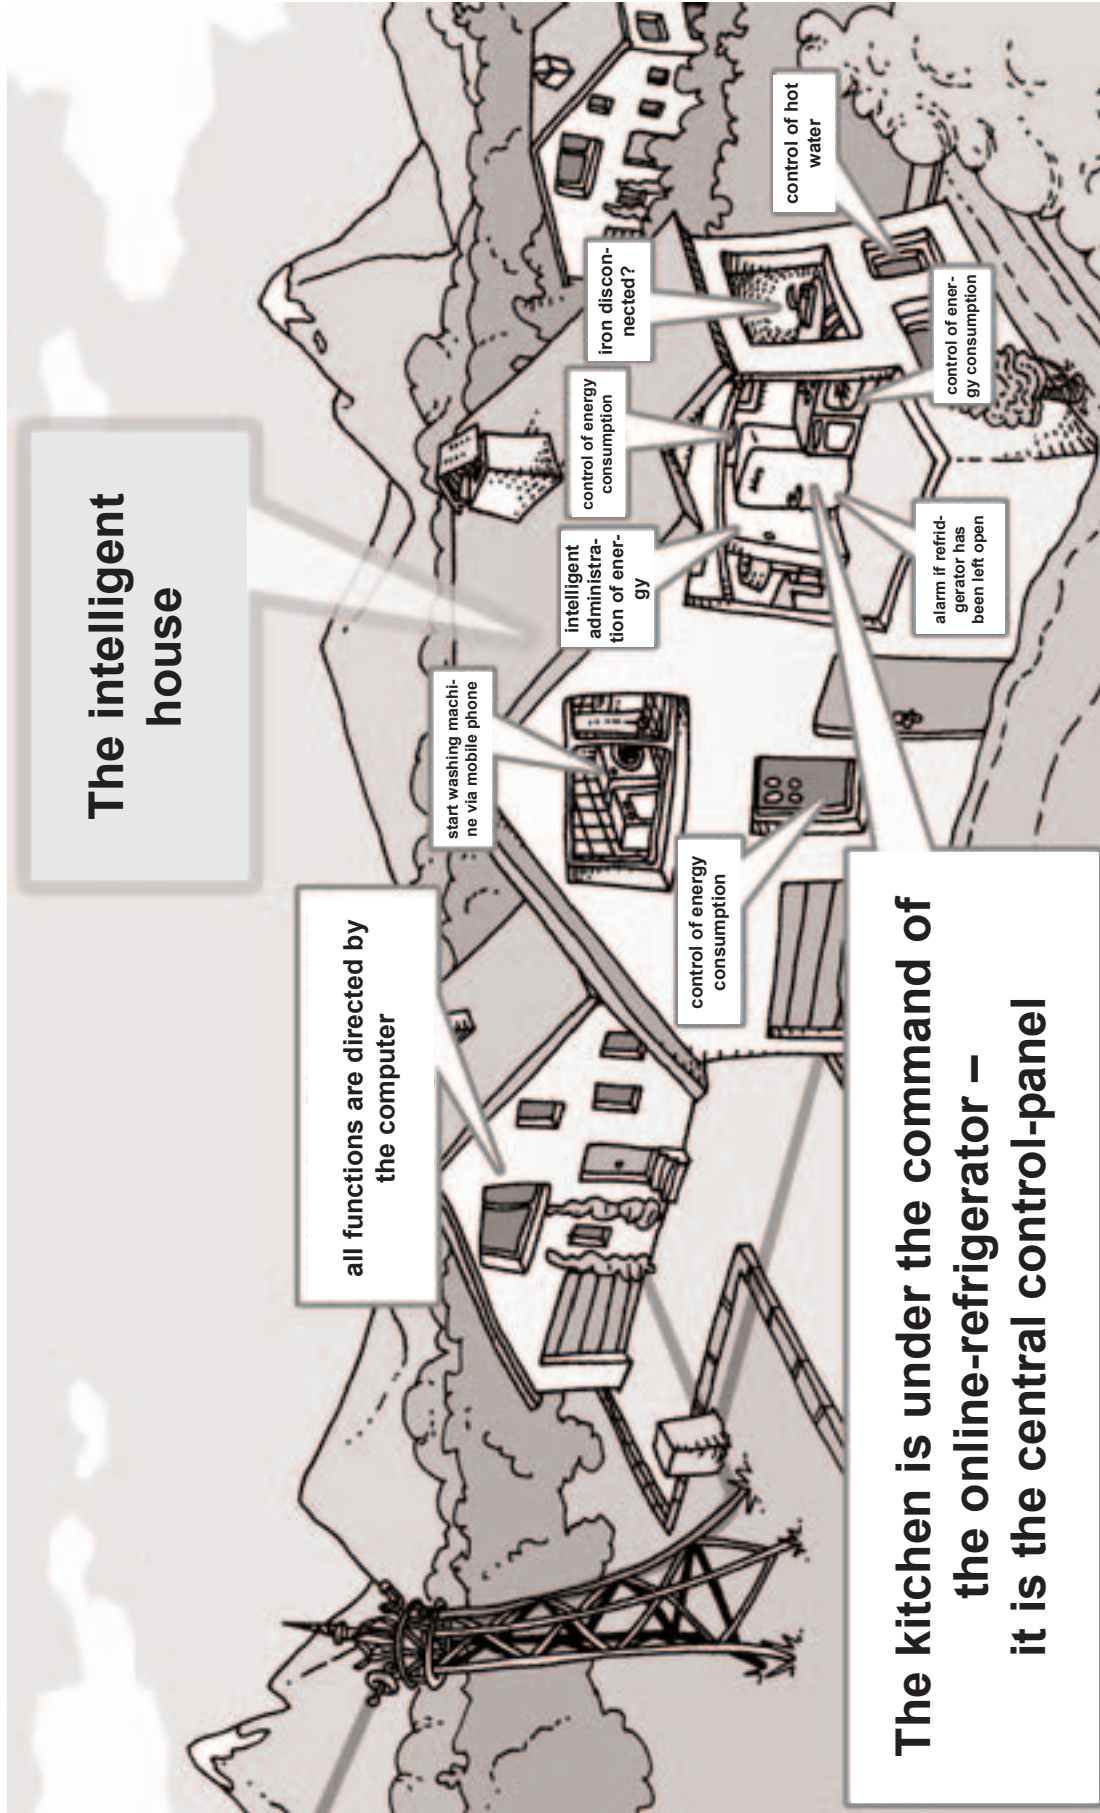 The intelligent
house
all functions are directed by
the computer
start washing machi-
ne via mobile phone
intelligent
administra-
tion of ener-
gy
control of energy
consumption
iron discon-
nected?
control of hot
water
control of energy
consumption
alarm if refrid-
gerator has
been left open
control of ener-
gy consumption
The kitchen is under the command of
the online-refrigerator –
it is the central control-panel